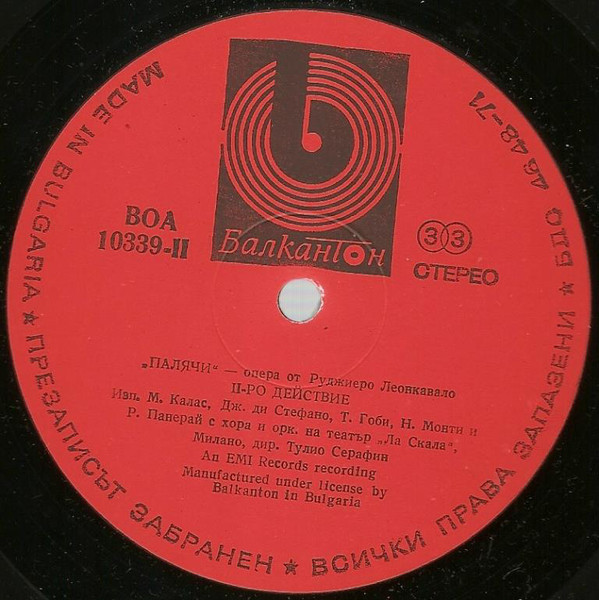 Балкантон
ВОА
10339-II
33
СТЕРЕО
„ПАЛЯЧИ“ — опера от Руджиеро Леонкавало
II-РО ДЕЙСТВИЕ
Изп. М. Калас, Дж. ди Стефано, Т. Гоби, Н. Монти и
Р. Панерай с хора и орк. на театър „Ла Скала“,
Милано, дир. Тулио Серафин
An EMI Records recording
Manufactured under license by
Balkanton in Bulgaria
MADE IN BULGARIA ★ ПРЕЗАПИСЪТ ЗАБРАНЕН ★ ВСИЧКИ ПРАВА ЗАПАЗЕНИ ★ БДС 4648-71